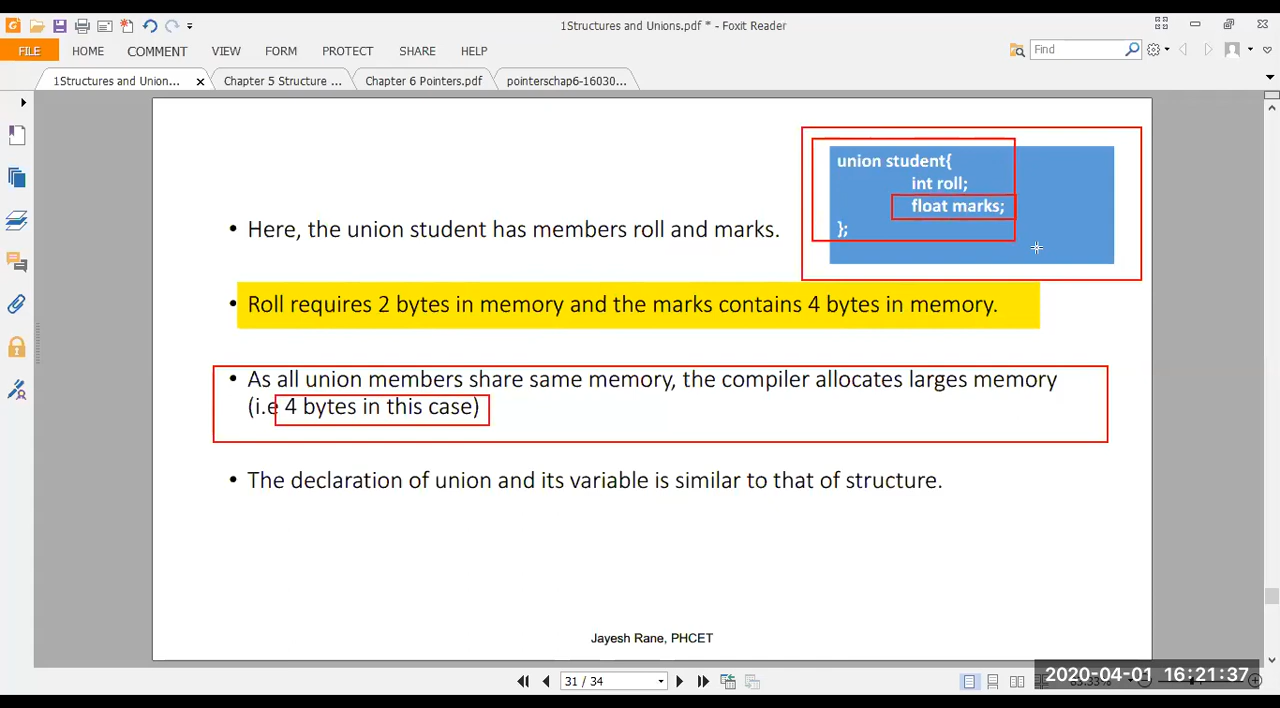 1Structures and Unions.pdf * - Foxit Reader
FILE HOME COMMENT VIEW FORM PROTECT SHARE HELP
Find
1Structures and Union... Chapter 5 Structure ... Chapter 6 Pointers.pdf pointerschap6-16030...
union student{
int roll;
float marks;
};
• Here, the union student has members roll and marks.
• Roll requires 2 bytes in memory and the marks contains 4 bytes in memory.
• As all union members share same memory, the compiler allocates larges memory
(i.e 4 bytes in this case)
• The declaration of union and its variable is similar to that of structure.
Jayesh Rane, PHCET
31 / 34
2020-04-01 16:21:37